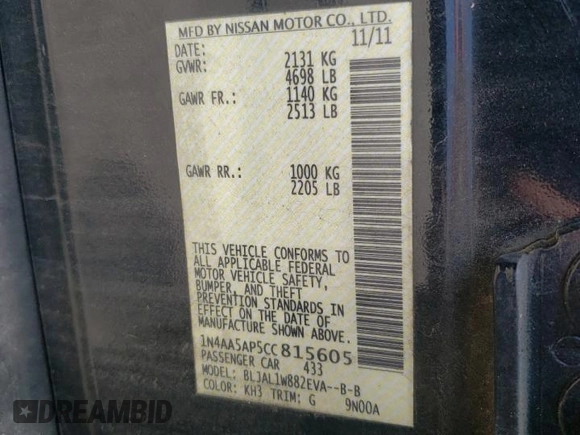 MFD BY NISSAN MOTOR CO., LTD.
DATE: 11/11
GVWR: 2131 KG
4698 LB
GAWR FR.: 1140 KG
2513 LB
GAWR RR.: 1000 KG
2205 LB
THIS VEHICLE CONFORMS TO
ALL APPLICABLE FEDERAL
MOTOR VEHICLE SAFETY,
BUMPER, AND THEFT
PREVENTION STANDARDS IN
EFFECT ON THE DATE OF
MANUFACTURE SHOWN ABOVE.
1N4AA5AP5CC815605
PASSENGER CAR 433
MODEL: BLJAL1W882EVA--B-B
COLOR: KH3 TRIM: G 9N00A
STEAMBID